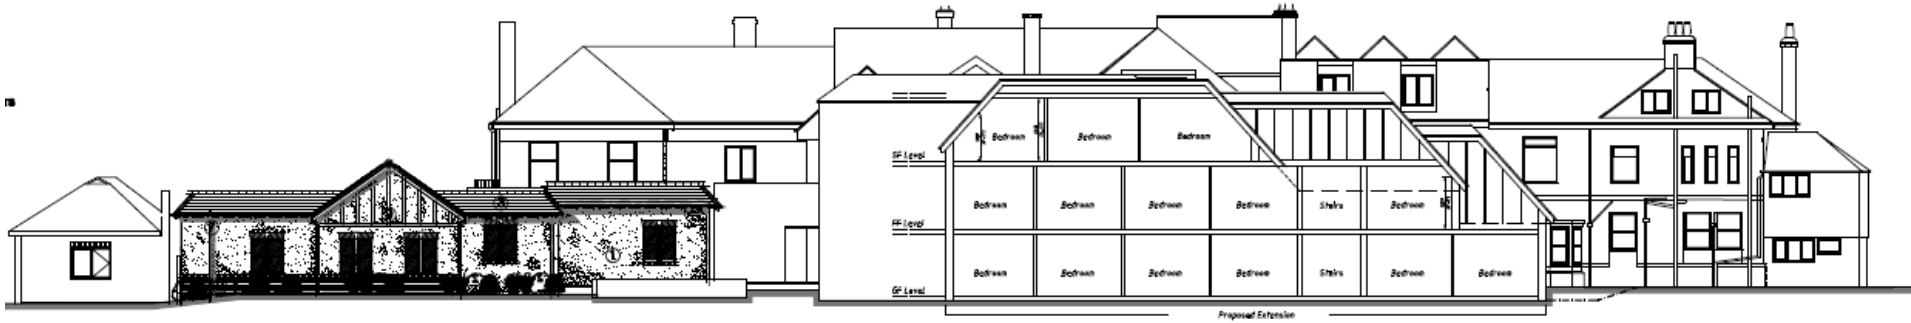 Bedroom Bedroom Bedroom
SF Level
Bedroom Bedroom Bedroom Bedroom Stairs Bedroom
FF Level
Bedroom Bedroom Bedroom Bedroom Stairs Bedroom Bedroom
GF Level
Proposed Extension
1